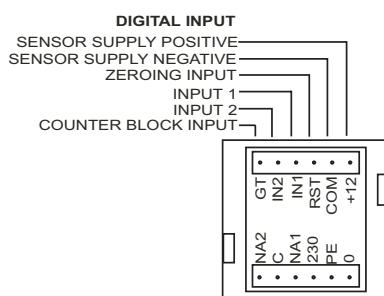 DIGITAL INPUT
SENSOR SUPPLY POSITIVE
SENSOR SUPPLY NEGATIVE
ZEROING INPUT
INPUT 1
INPUT 2
COUNTER BLOCK INPUT
GT
IN2
IN1
RST
COM
+12
NA2
C
NA1
230
PE
0